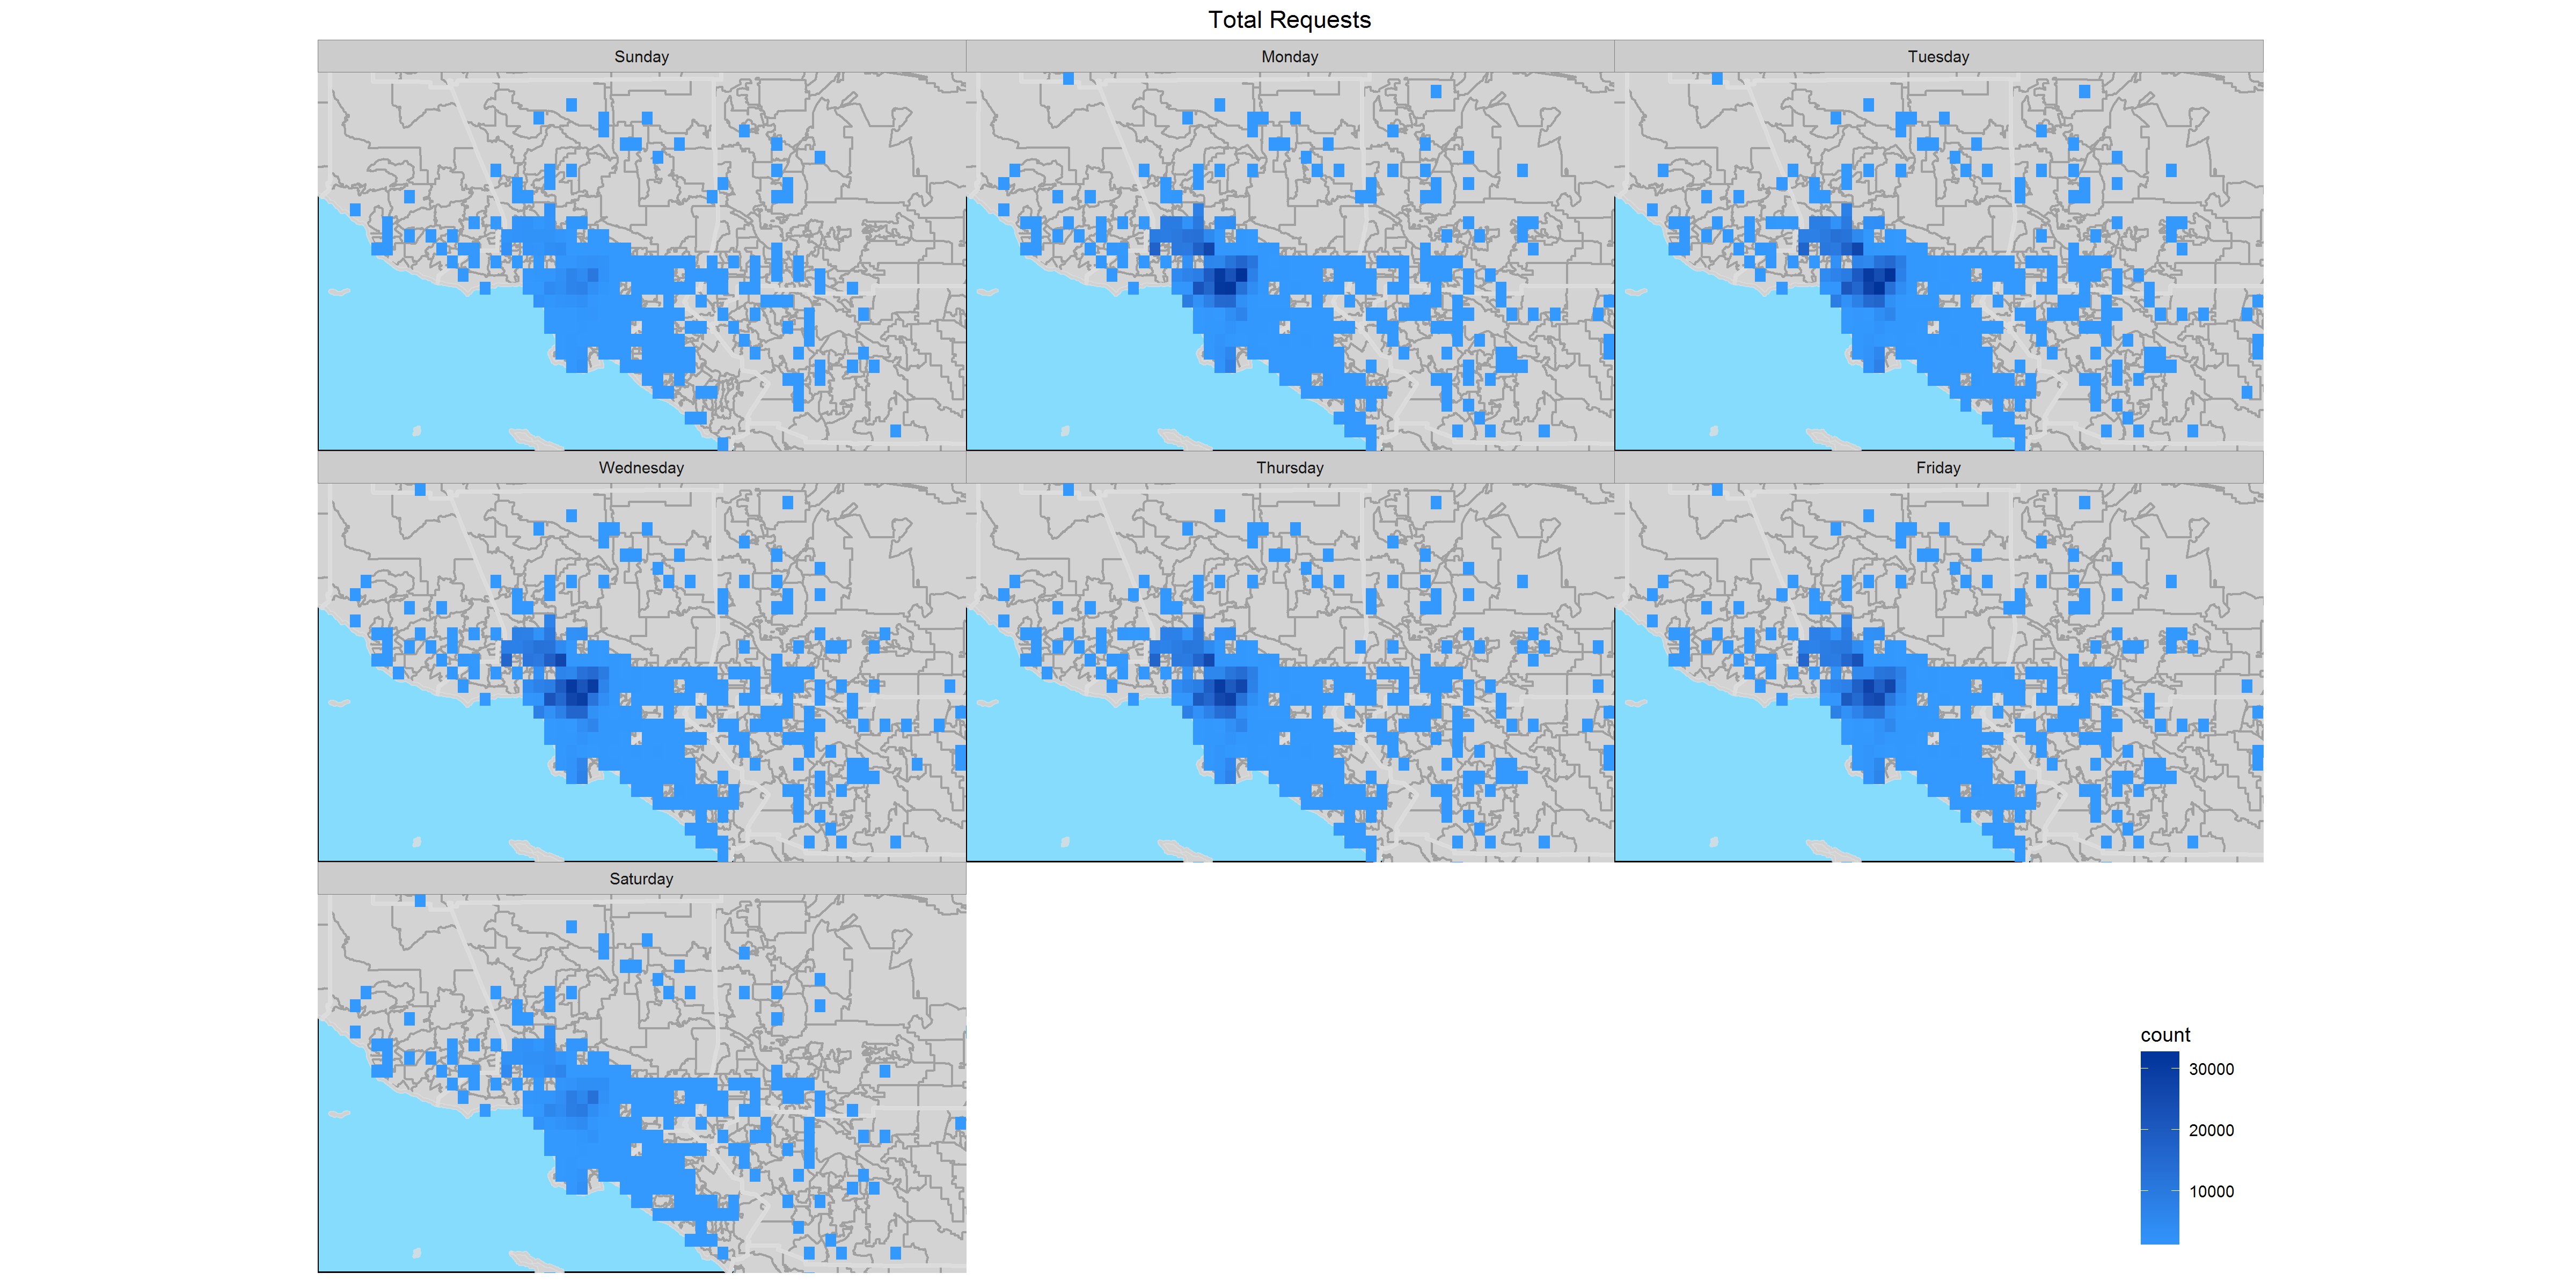 Total Requests
Sunday
Monday
Tuesday
Wednesday
Thursday
Friday
Saturday
count
30000
20000
10000